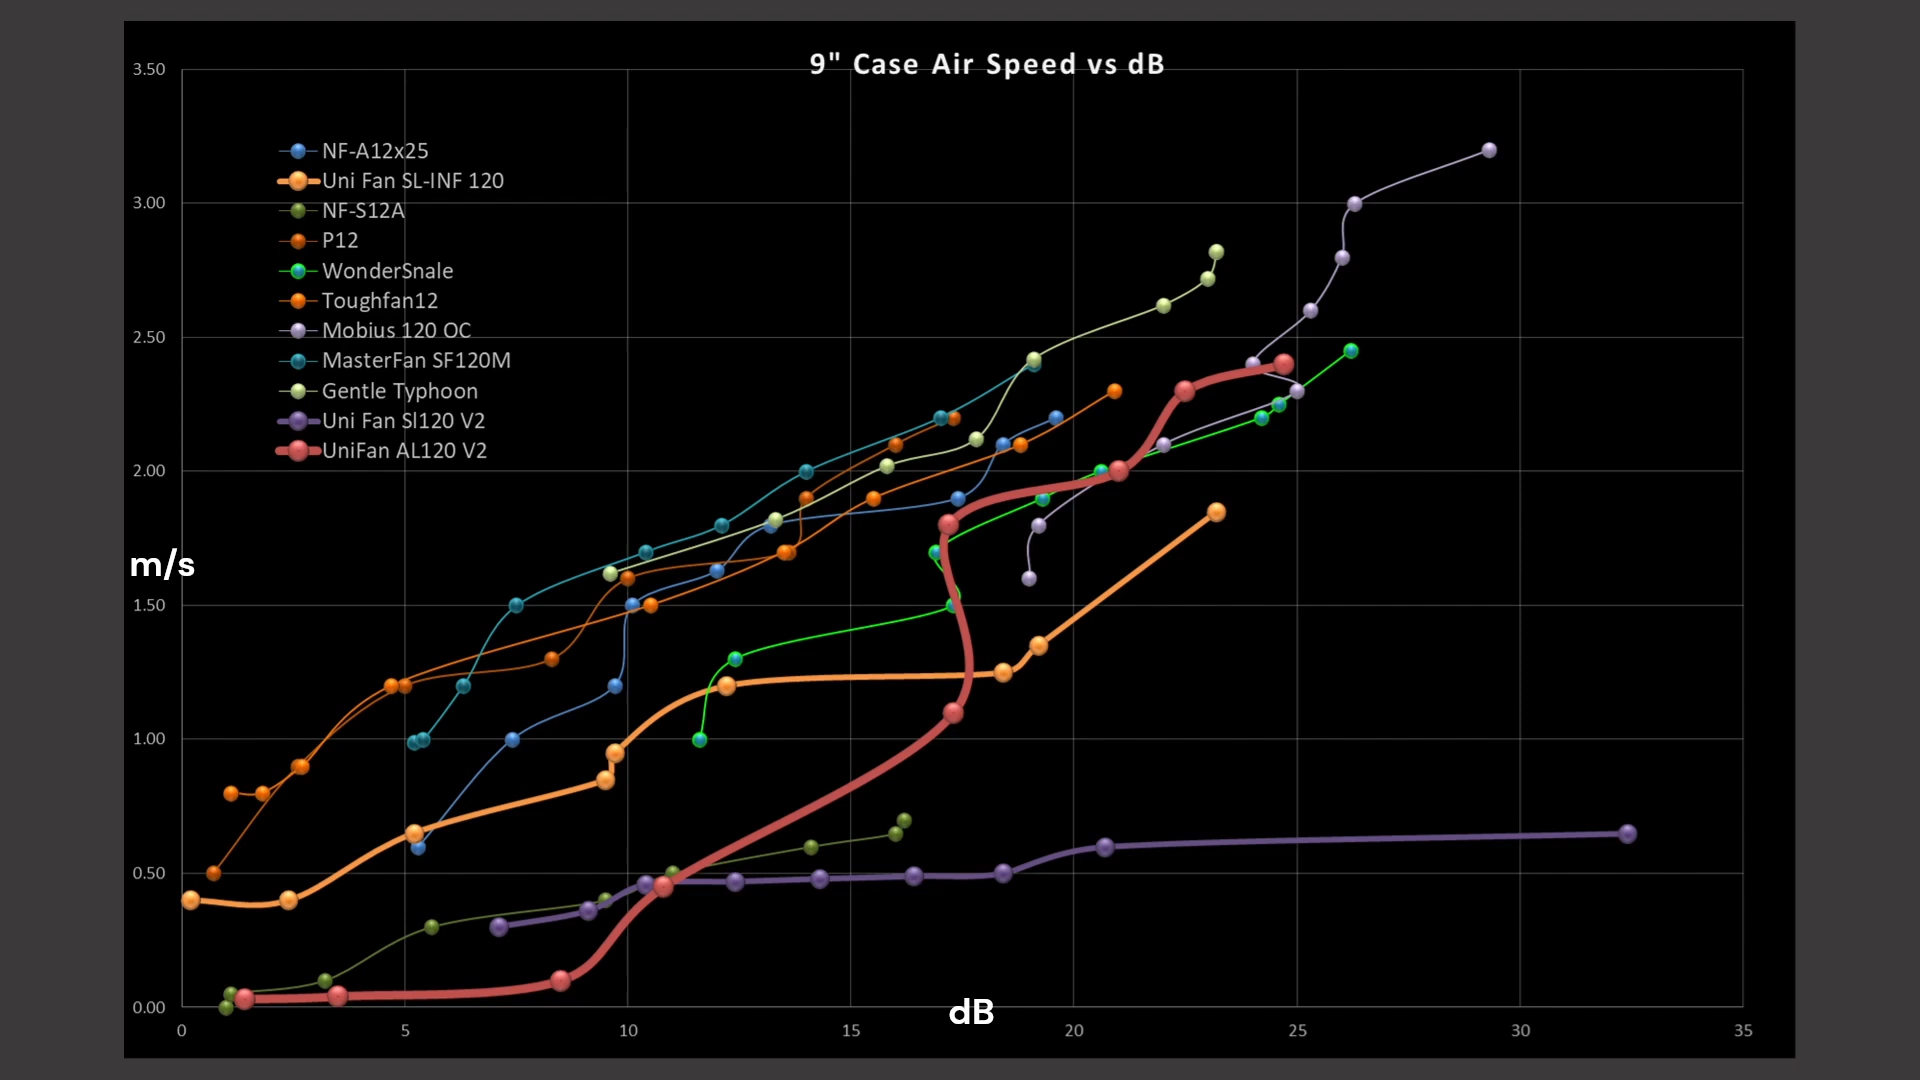 9" Case Air Speed vs dB
3.50
NF-A12x25
Uni Fan SL-INF 120
3.00
NF-S12A
P12
WonderSnale
Toughfan12
Mobius 120 OC
2.50
MasterFan SF120M
Gentle Typhoon
Uni Fan Sl120 V2
UniFan AL120 V2
2.00
m/s
1.50
1.00
0.50
0.00
dB
0 5 10 15 20 25 30 35